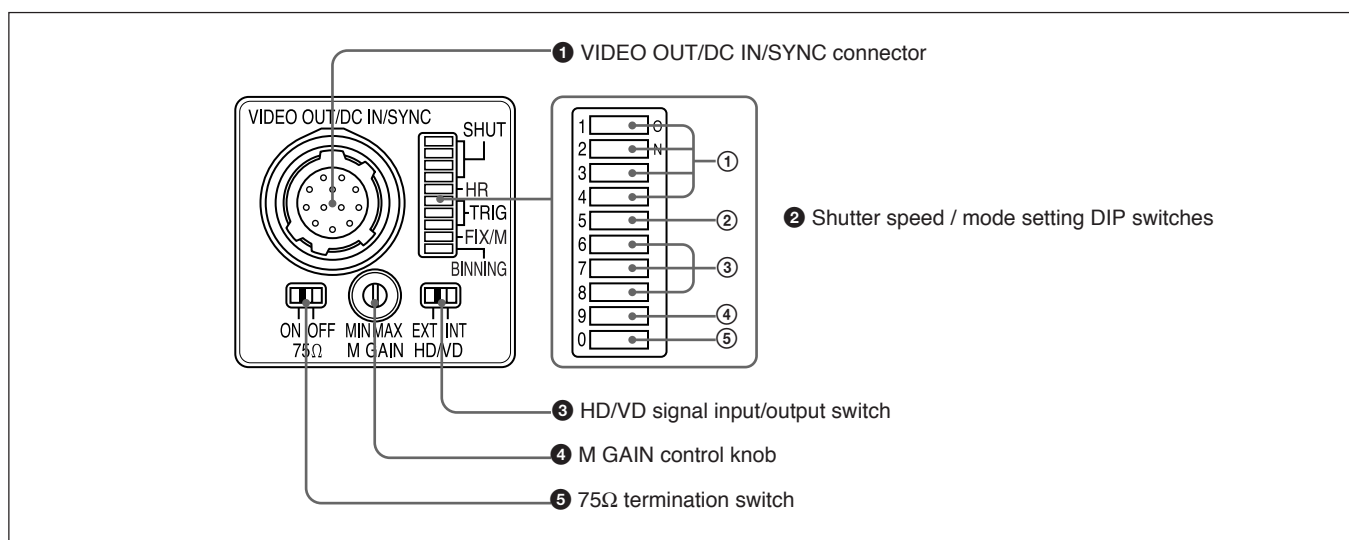 ❶ VIDEO OUT/DC IN/SYNC connector
VIDEO OUT/DC IN/SYNC
SHUT
HR
TRIG
FIX/M
BINNING
ON OFF
75Ω
MIN MAX
M GAIN
EXT INT
HD/VD
1 O
2 N
3
4
5
6
7
8
9
0
①
②
③
④
⑤
❷ Shutter speed / mode setting DIP switches
❸ HD/VD signal input/output switch
❹ M GAIN control knob
❺ 75Ω termination switch